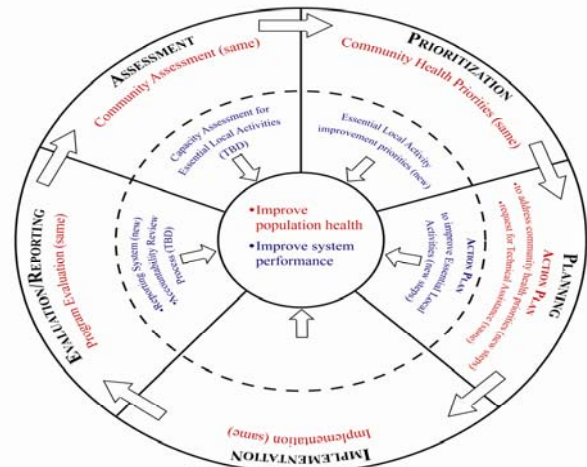 ASSESSMENT
Community Assessment (same)
Capacity Assessment for
Essential Local Activities
(TBD)
PRIORITIZATION
Community Health Priorities (same)
Essential Local Activity
improvement priorities (new)
PLANNING
ACTION PLAN
•to address community health priorities (new steps)
•request for Technical Assistance (same)
ACTION PLAN
to improve Essential Local
Activities (new steps)
IMPLEMENTATION
Implementation (same)
EVALUATION/REPORTING
Program Evaluation (same)
•Reporting System (new)
•Accountability Review
Process (TBD)
•Improve
population health
•Improve system
performance